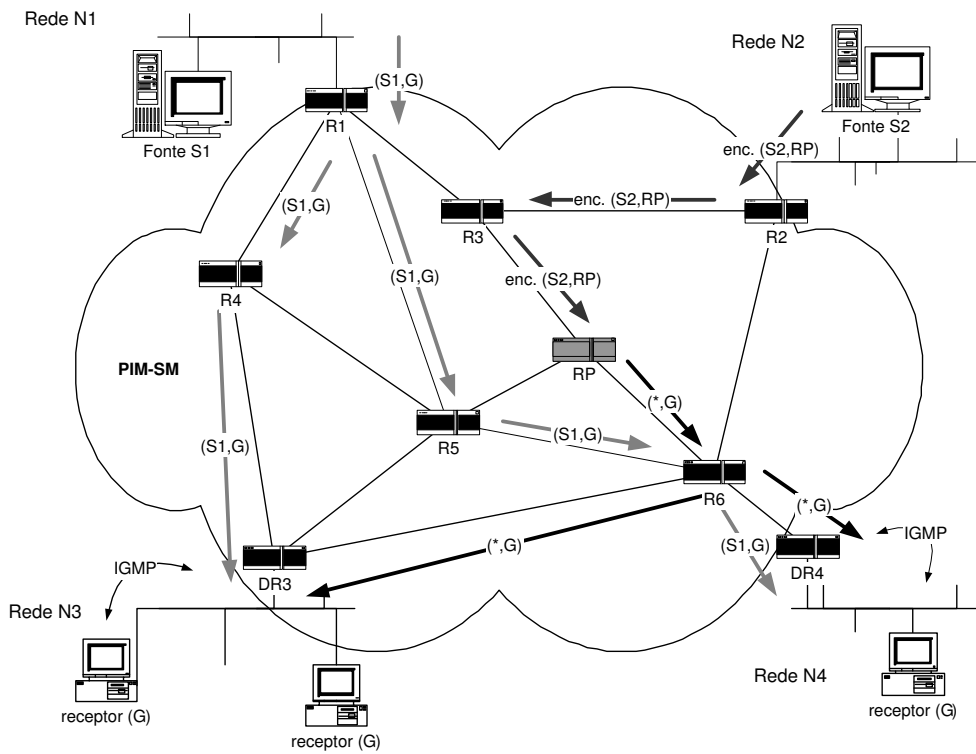 Rede N1
Rede N2
(S1,G)
R1
Fonte S1
Fonte S2
enc. (S2,RP)
(S1,G)
enc. (S2,RP)
R3
R2
(S1,G)
enc. (S2,RP)
R4
RP
PIM-SM
(*,G)
(S1,G)
(S1,G)
R5
R6
(*,G)
(*,G)
(S1,G)
IGMP
DR3
DR4
IGMP
Rede N3
Rede N4
receptor (G)
receptor (G)
receptor (G)